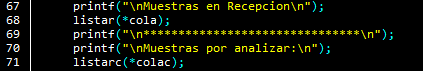 67 printf("\nMuestras en Recepcion\n");
68 listar(*cola);
69 printf("\n*******************************\n");
70 printf("\nMuestras por analizar:\n");
71 listarc(*colac);